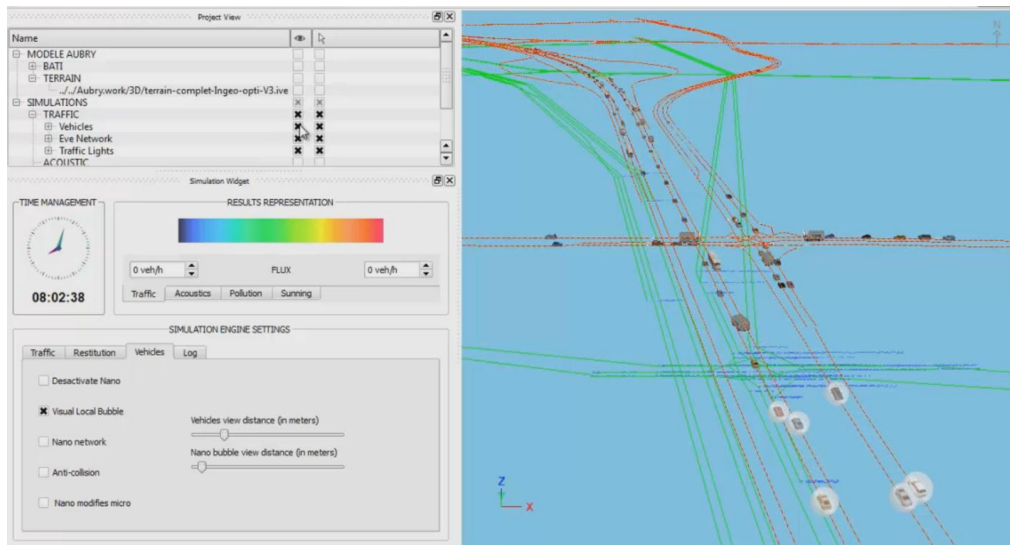 Project View
Name
MODELE AUBRY
BATI
TERRAIN
../../Aubry.work/3D/terrain-complet-Ingeo-opti-V3.ive
SIMULATIONS
TRAFFIC
Vehicles
Eve Network
Traffic Lights
ACOUSTIC
Simulation Widget
TIME MANAGEMENT
08:02:38
RESULTS REPRESENTATION
0 veh/h FLUX 0 veh/h
Traffic Acoustics Pollution Sunning
SIMULATION ENGINE SETTINGS
Traffic Restitution Vehicles Log
Desactivate Nano
Visual Local Bubble
Vehicles view distance (in meters)
Nano network
Nano bubble view distance (in meters)
Anti-collision
Nano modifies micro
Z
X